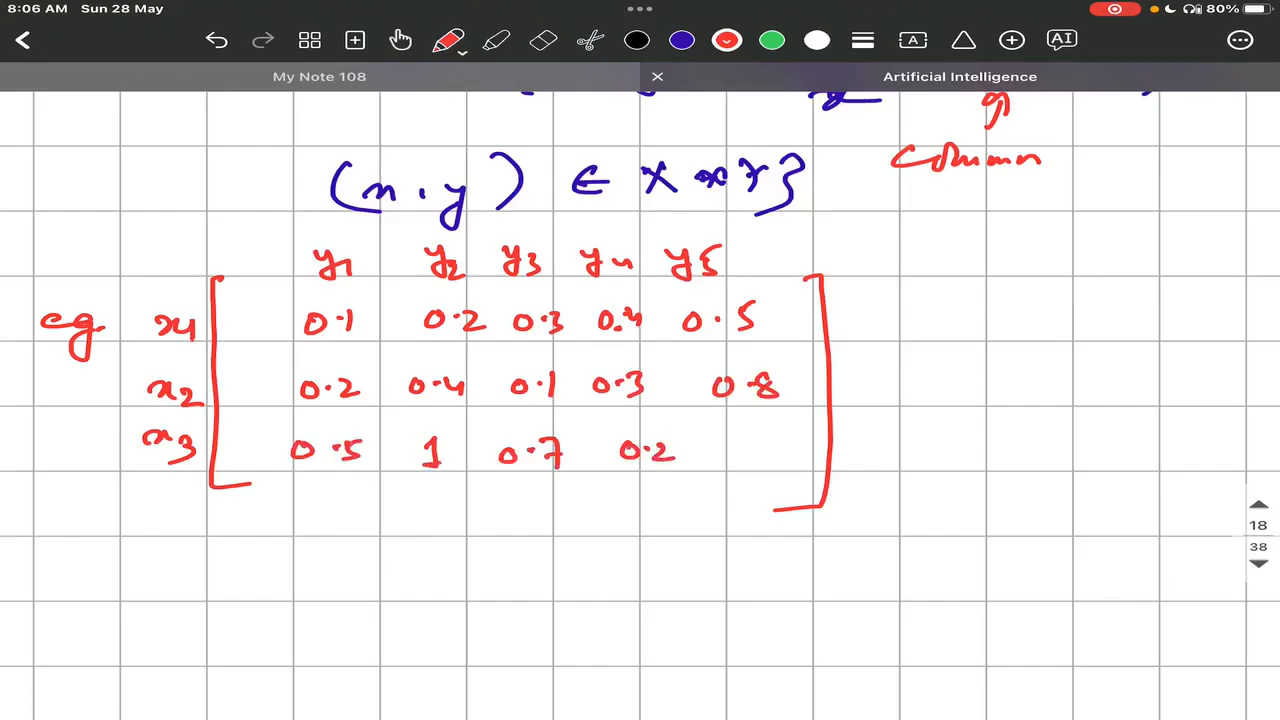 8:06 AM Sun 28 May
80%
A AI
My Note 108
Artificial Intelligence
column
(x, y) ∈ X × Y}
y1 y2 y3 y4 y5
eg x1 0.1 0.2 0.3 0.4 0.5
x2 0.2 0.4 0.1 0.3 0.8
x3 0.5 1 0.7 0.2
18
38